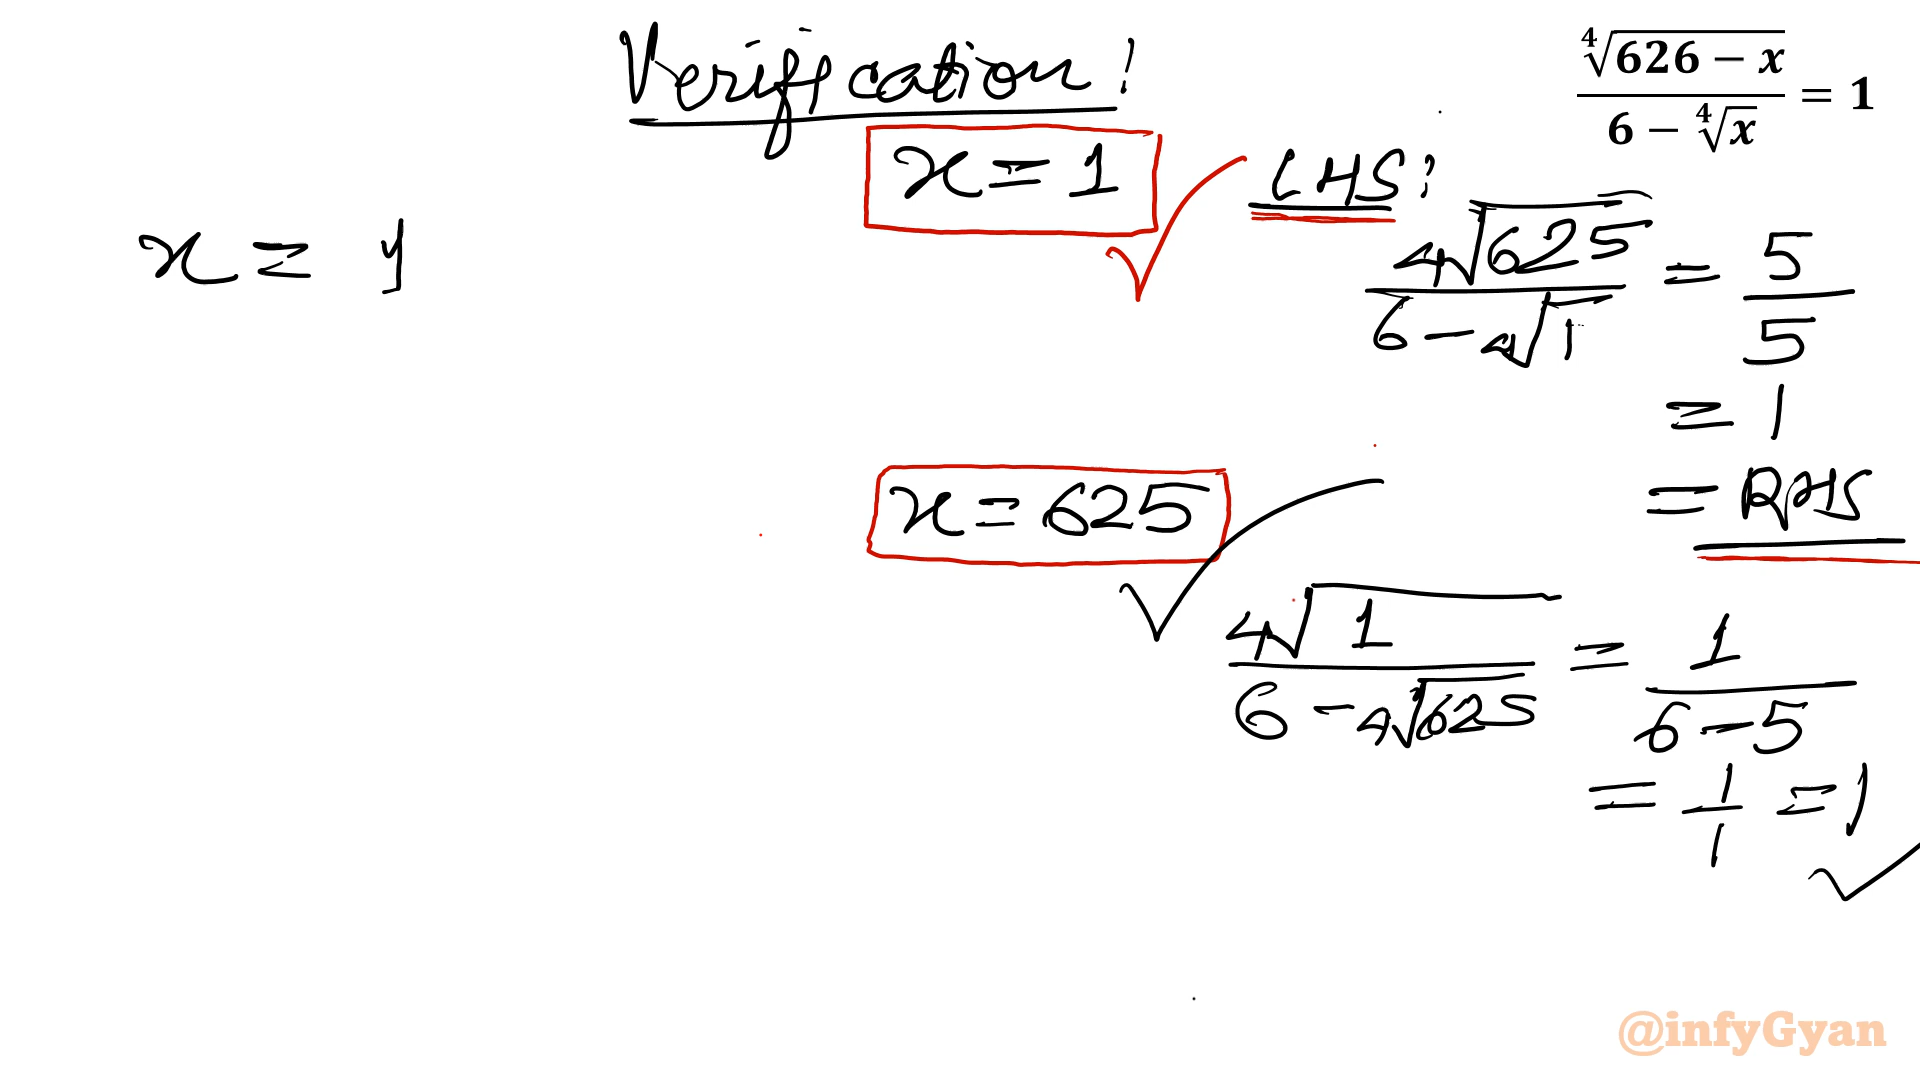 Verification:
∜(626 − x) / (6 − ∜x) = 1
x = 1
LHS:
x = y
∜625 / (6 − ∜1) = 5/5
= 1
= RHS
x = 625
∜1 / (6 − ∜625) = 1 / (6 − 5)
= 1/1 = 1
@infyGyan